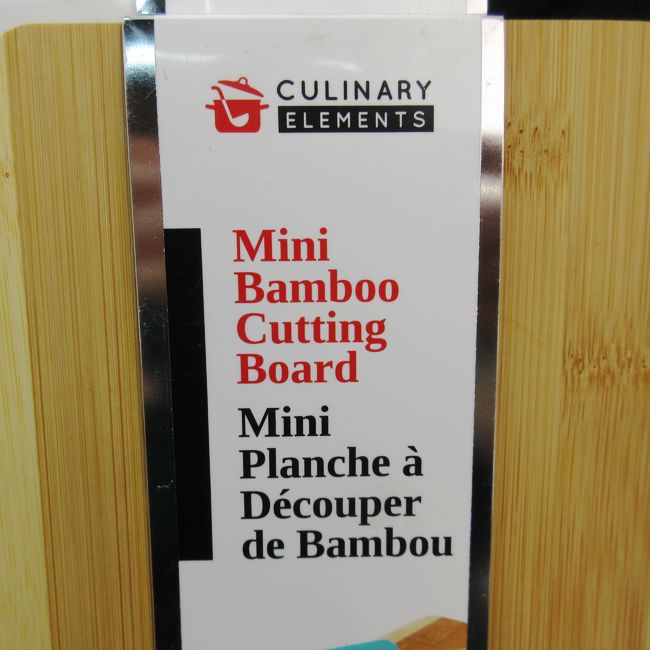 CULINARY
ELEMENTS
Mini
Bamboo
Cutting
Board
Mini
Planche à
Découper
de Bambou